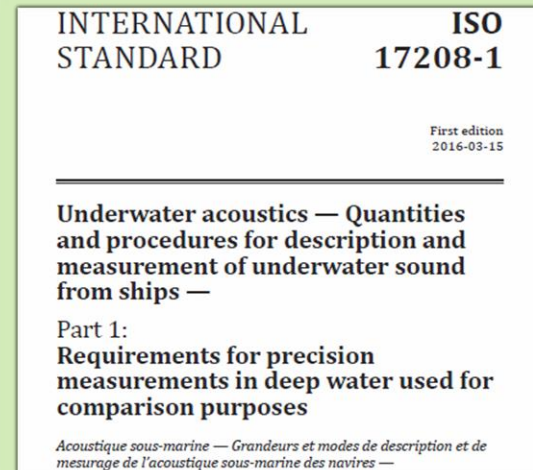 INTERNATIONAL STANDARD
ISO 17208-1
First edition
2016-03-15
Underwater acoustics — Quantities
and procedures for description and
measurement of underwater sound
from ships —
Part 1:
Requirements for precision
measurements in deep water used for
comparison purposes
Acoustique sous-marine — Grandeurs et modes de description et de
mesurage de l'acoustique sous-marine des navires —